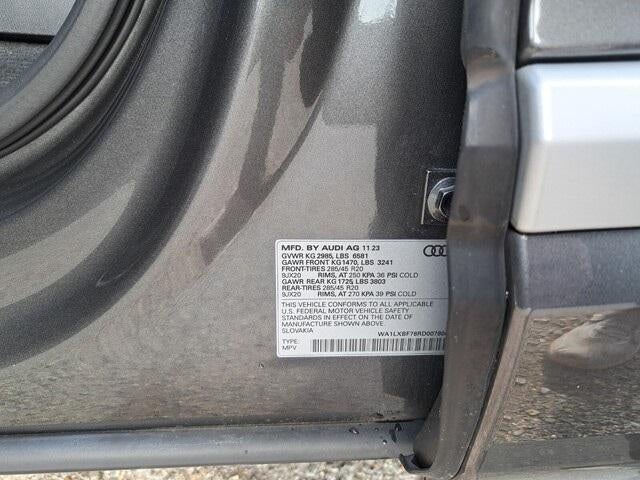 MFD. BY AUDI AG 11 23
GVWR KG 2985, LBS 6581
GAWR FRONT KG1470, LBS 3241
FRONT-TIRES 285/45 R20
9JX20 RIMS, AT 250 KPA 36 PSI COLD
GAWR REAR KG 1725, LBS 3803
REAR-TIRES 285/45 R20
9JX20 RIMS, AT 270 KPA 39 PSI COLD
THIS VEHICLE CONFORMS TO ALL APPLICABLE
U.S. FEDERAL MOTOR VEHICLE SAFETY
STANDARDS IN EFFECT ON THE DATE OF
MANUFACTURE SHOWN ABOVE.
SLOVAKIA
TYPE:
MPV